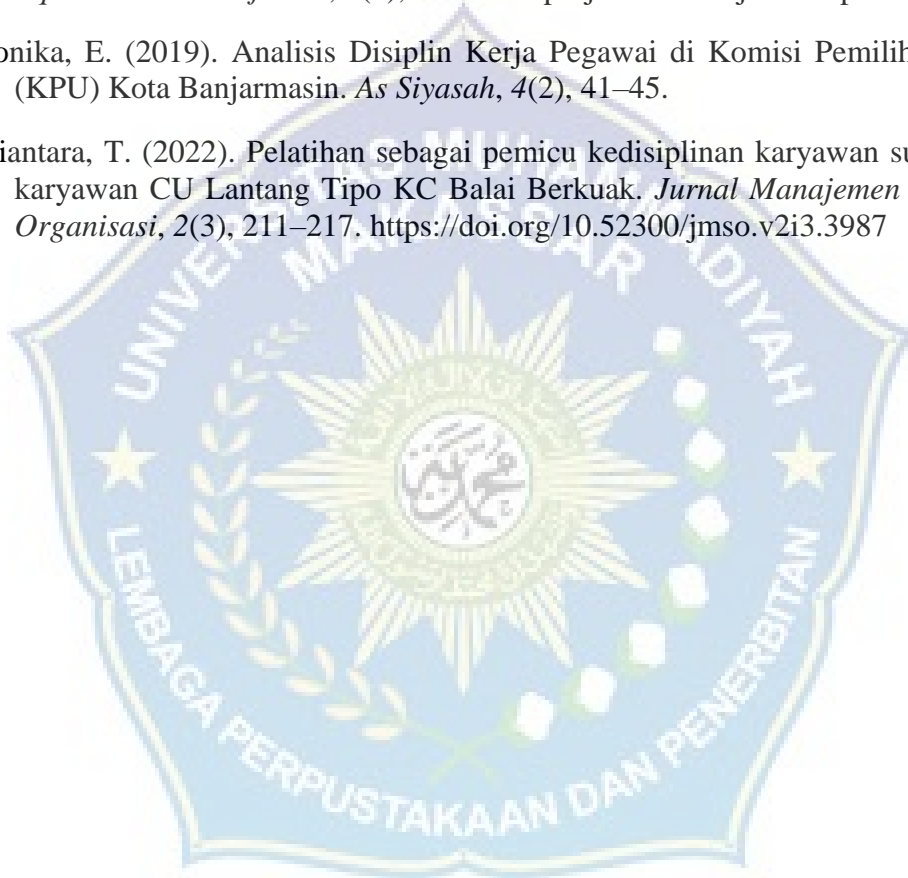 onika, E. (2019). Analisis Disiplin Kerja Pegawai di Komisi Pemilih
(KPU) Kota Banjarmasin. As Siyasah, 4(2), 41–45.
iantara, T. (2022). Pelatihan sebagai pemicu kedisiplinan karyawan su
karyawan CU Lantang Tipo KC Balai Berkuak. Jurnal Manajemen
Organisasi, 2(3), 211–217. https://doi.org/10.52300/jmso.v2i3.3987
UNIVERSITAS MUHAMMADIYAH
MAKASSAR
محمدية
LEMBAGA PERPUSTAKAAN DAN PENERBITAN